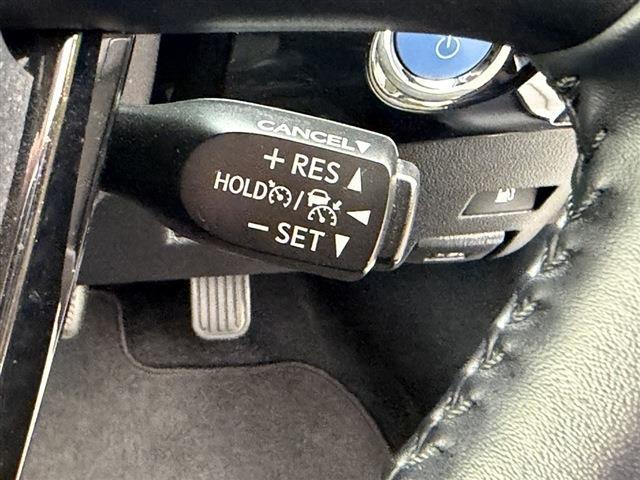 CANCEL▼
+ RES ▲
HOLD / ◀
− SET ▼